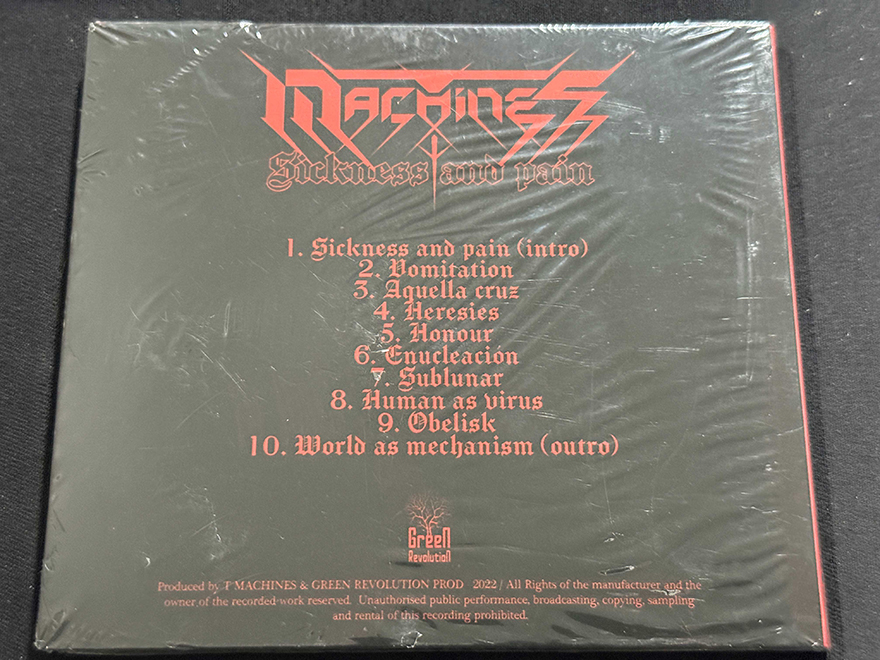 Machines
Sickness and pain
1. Sickness and pain (intro)
2. Vomitation
3. Aquella cruz
4. Heresies
5. Honour
6. Enucleación
7. Sublunar
8. Human as virus
9. Obelisk
10. World as mechanism (outro)
Green
Revolution
Produced by T MACHINES & GREEN REVOLUTION PROD 2022 / All Rights of the manufacturer and the
owner of the recorded work reserved. Unauthorised public performance, broadcasting, copying, sampling
and rental of this recording prohibited.